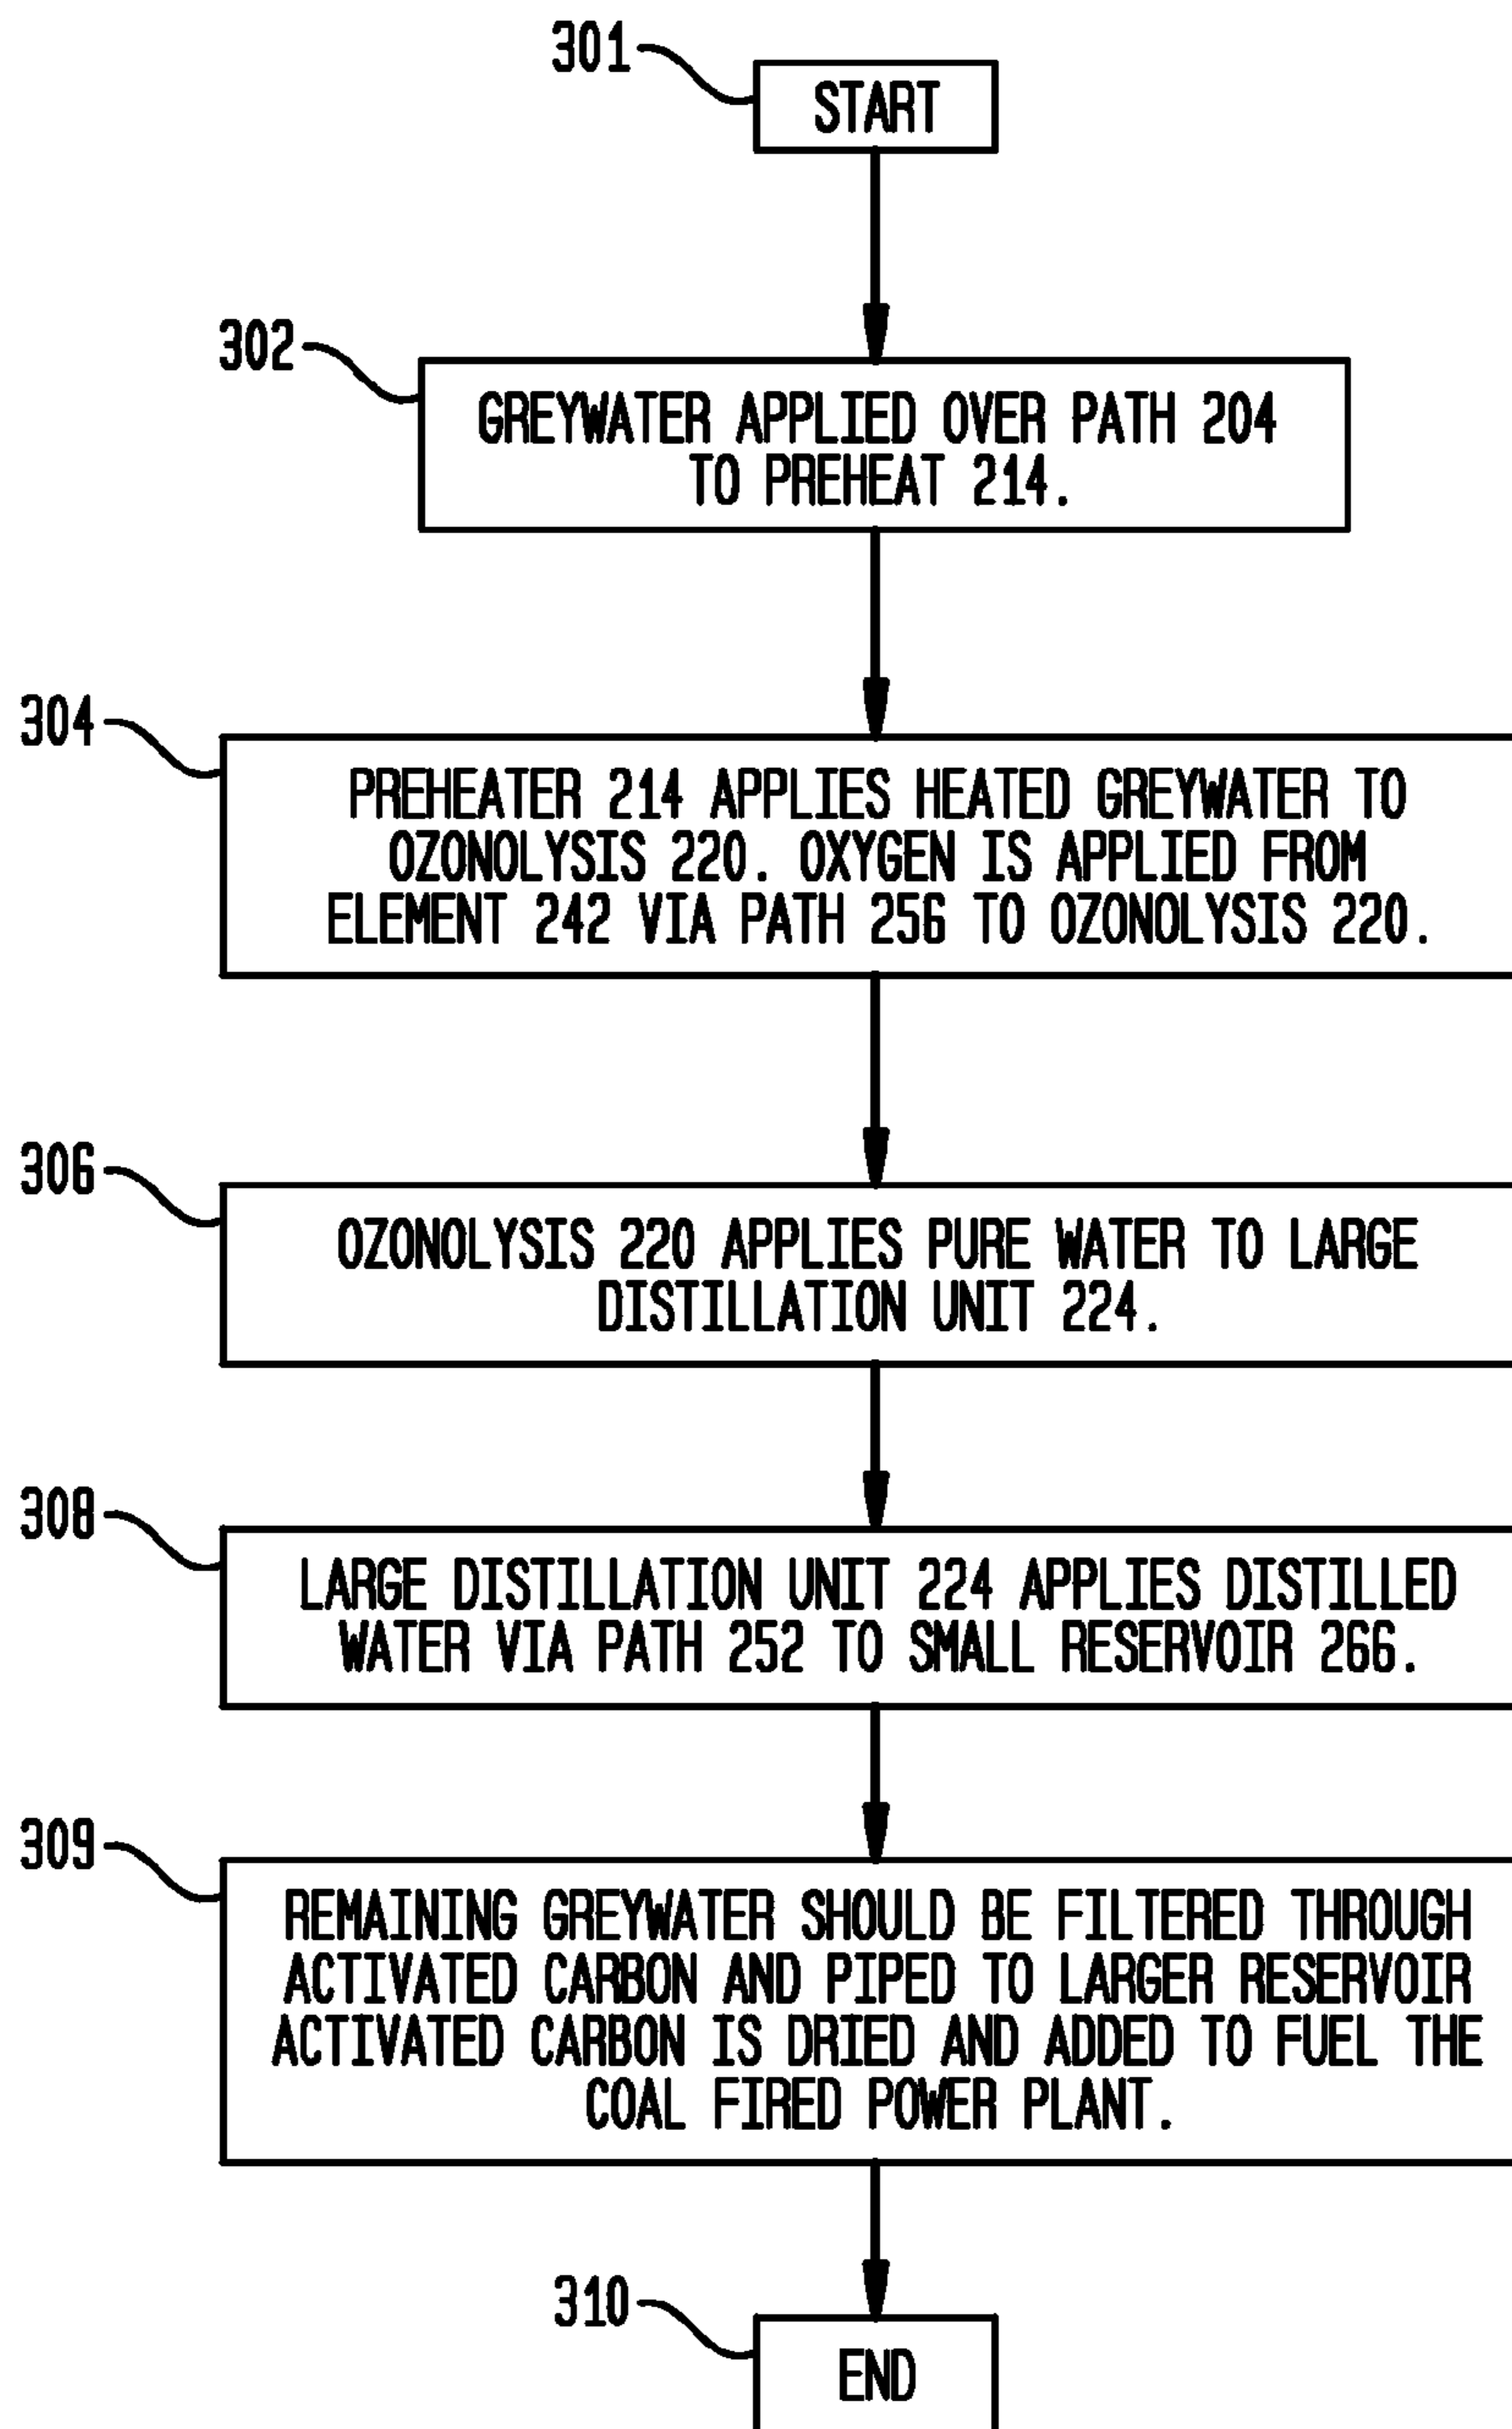 301
START
302
GREYWATER APPLIED OVER PATH 204
TO PREHEAT 214.
304
PREHEATER 214 APPLIES HEATED GREYWATER TO
OZONOLYSIS 220. OXYGEN IS APPLIED FROM
ELEMENT 242 VIA PATH 256 TO OZONOLYSIS 220.
306
OZONOLYSIS 220 APPLIES PURE WATER TO LARGE
DISTILLATION UNIT 224.
308
LARGE DISTILLATION UNIT 224 APPLIES DISTILLED
WATER VIA PATH 252 TO SMALL RESERVOIR 266.
309
REMAINING GREYWATER SHOULD BE FILTERED THROUGH
ACTIVATED CARBON AND PIPED TO LARGER RESERVOIR
ACTIVATED CARBON IS DRIED AND ADDED TO FUEL THE
COAL FIRED POWER PLANT.
310
END